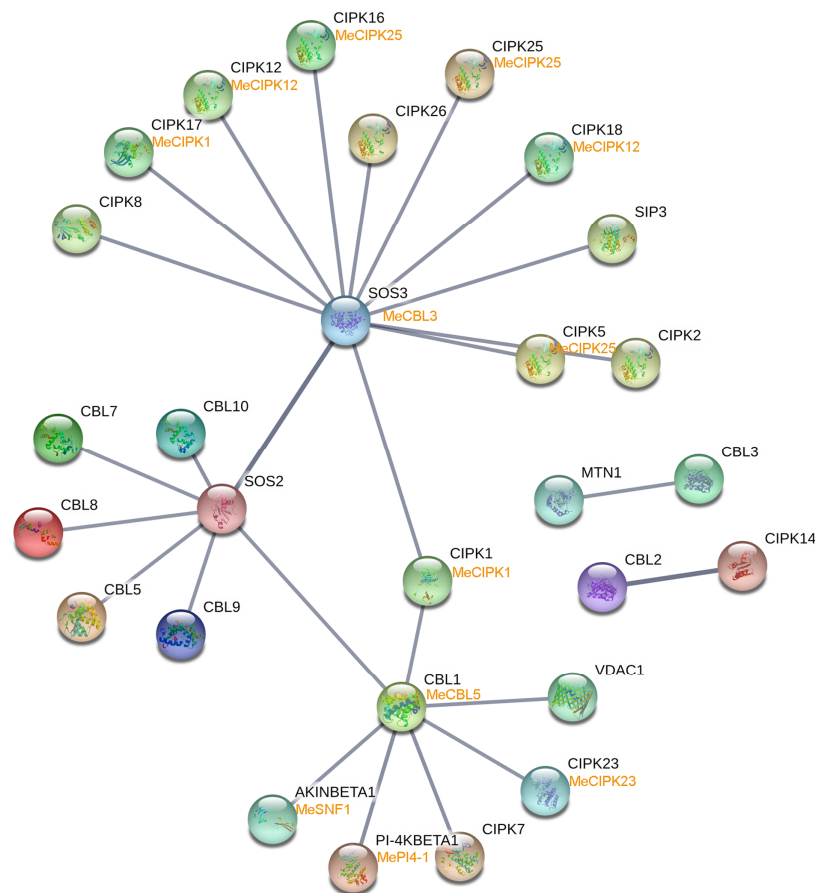 CIPK16
MeCIPK25
CIPK25
MeCIPK25
CIPK12
MeCIPK12
CIPK26
CIPK17
MeCIPK1
CIPK18
MeCIPK12
CIPK8
SIP3
SOS3
MeCBL3
CIPK5
MeCIPK25
CIPK2
CBL7
CBL10
CBL3
MTN1
SOS2
CBL8
CIPK14
CBL2
CIPK1
MeCIPK1
CBL5
CBL9
CBL1
MeCBL5
VDAC1
CIPK23
MeCIPK23
AKINBETA1
MeSNF1
PI-4KBETA1
MePI4-1
CIPK7